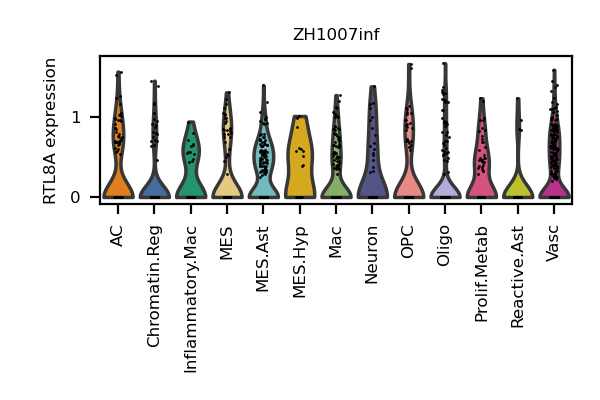 ZH1007inf
RTL8A expression
1
0
AC
Chromatin.Reg
Inflammatory.Mac
MES
MES.Ast
MES.Hyp
Mac
Neuron
OPC
Oligo
Prolif.Metab
Reactive.Ast
Vasc